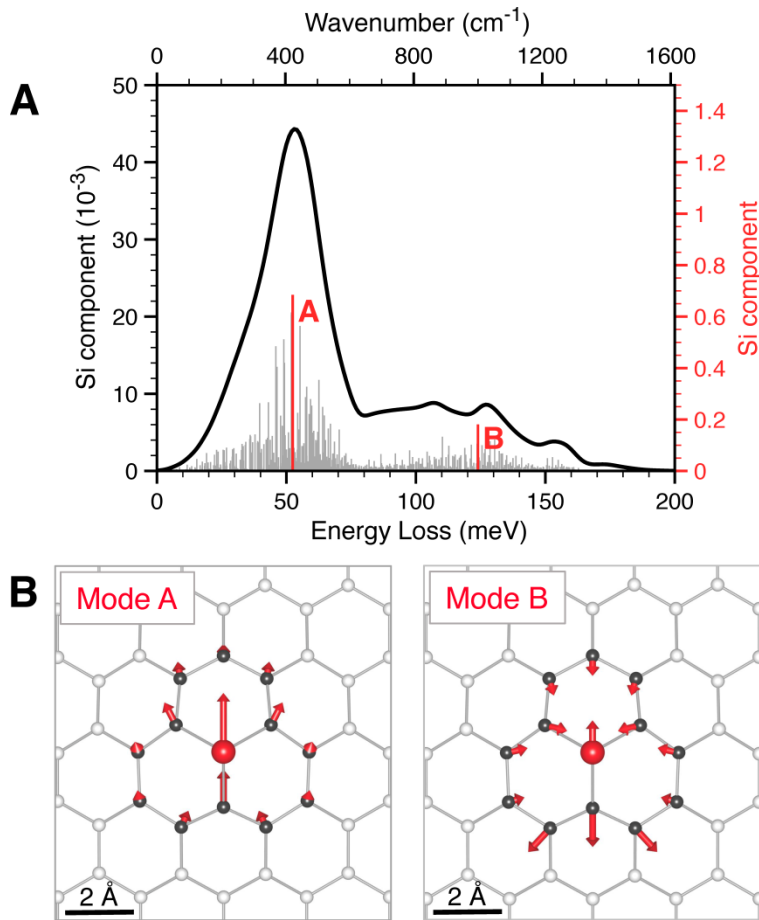 Wavenumber (cm⁻¹)
0 400 800 1200 1600
A
50 1.4
40 1.2
30 1
20 0.8
10 0.6
0 0.4
0.2
0
Si component (10⁻³)
Si component
A
B
0 50 100 150 200
Energy Loss (meV)
B
Mode A
Mode B
2 Å
2 Å